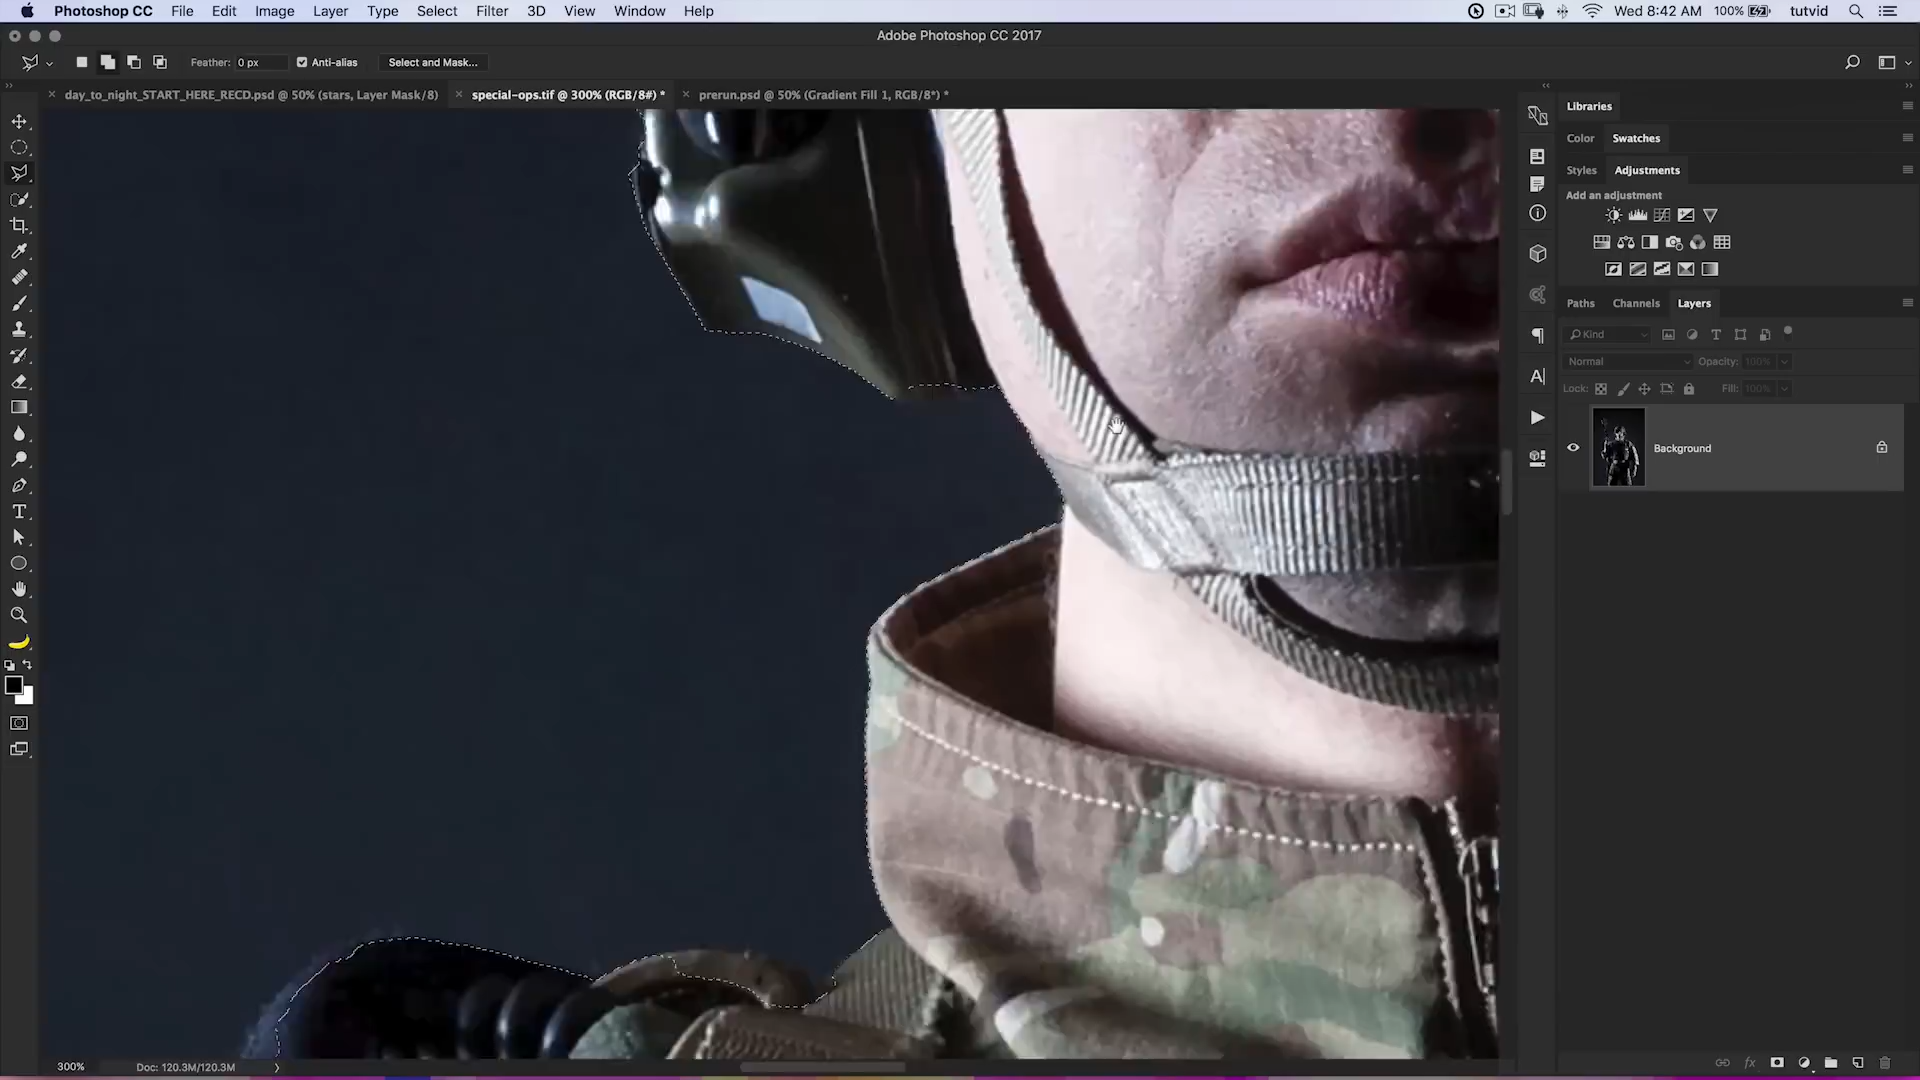 Photoshop CC File Edit Image Layer Type Select Filter 3D View Window Help Wed 8:42 AM 100% tutvid
Adobe Photoshop CC 2017
Feather: 0 px Anti-alias Select and Mask...
day_to_night_START_HERE_RECD.psd @ 50% (stars, Layer Mask/8) special-ops.tif @ 300% (RGB/8#) * prerun.psd @ 50% (Gradient Fill 1, RGB/8*) *
Libraries
Color Swatches
Styles Adjustments
Add an adjustment
Paths Channels Layers
Kind
Normal Opacity: 100%
Lock: Fill: 100%
Background
300% Doc: 120.3M/120.3M